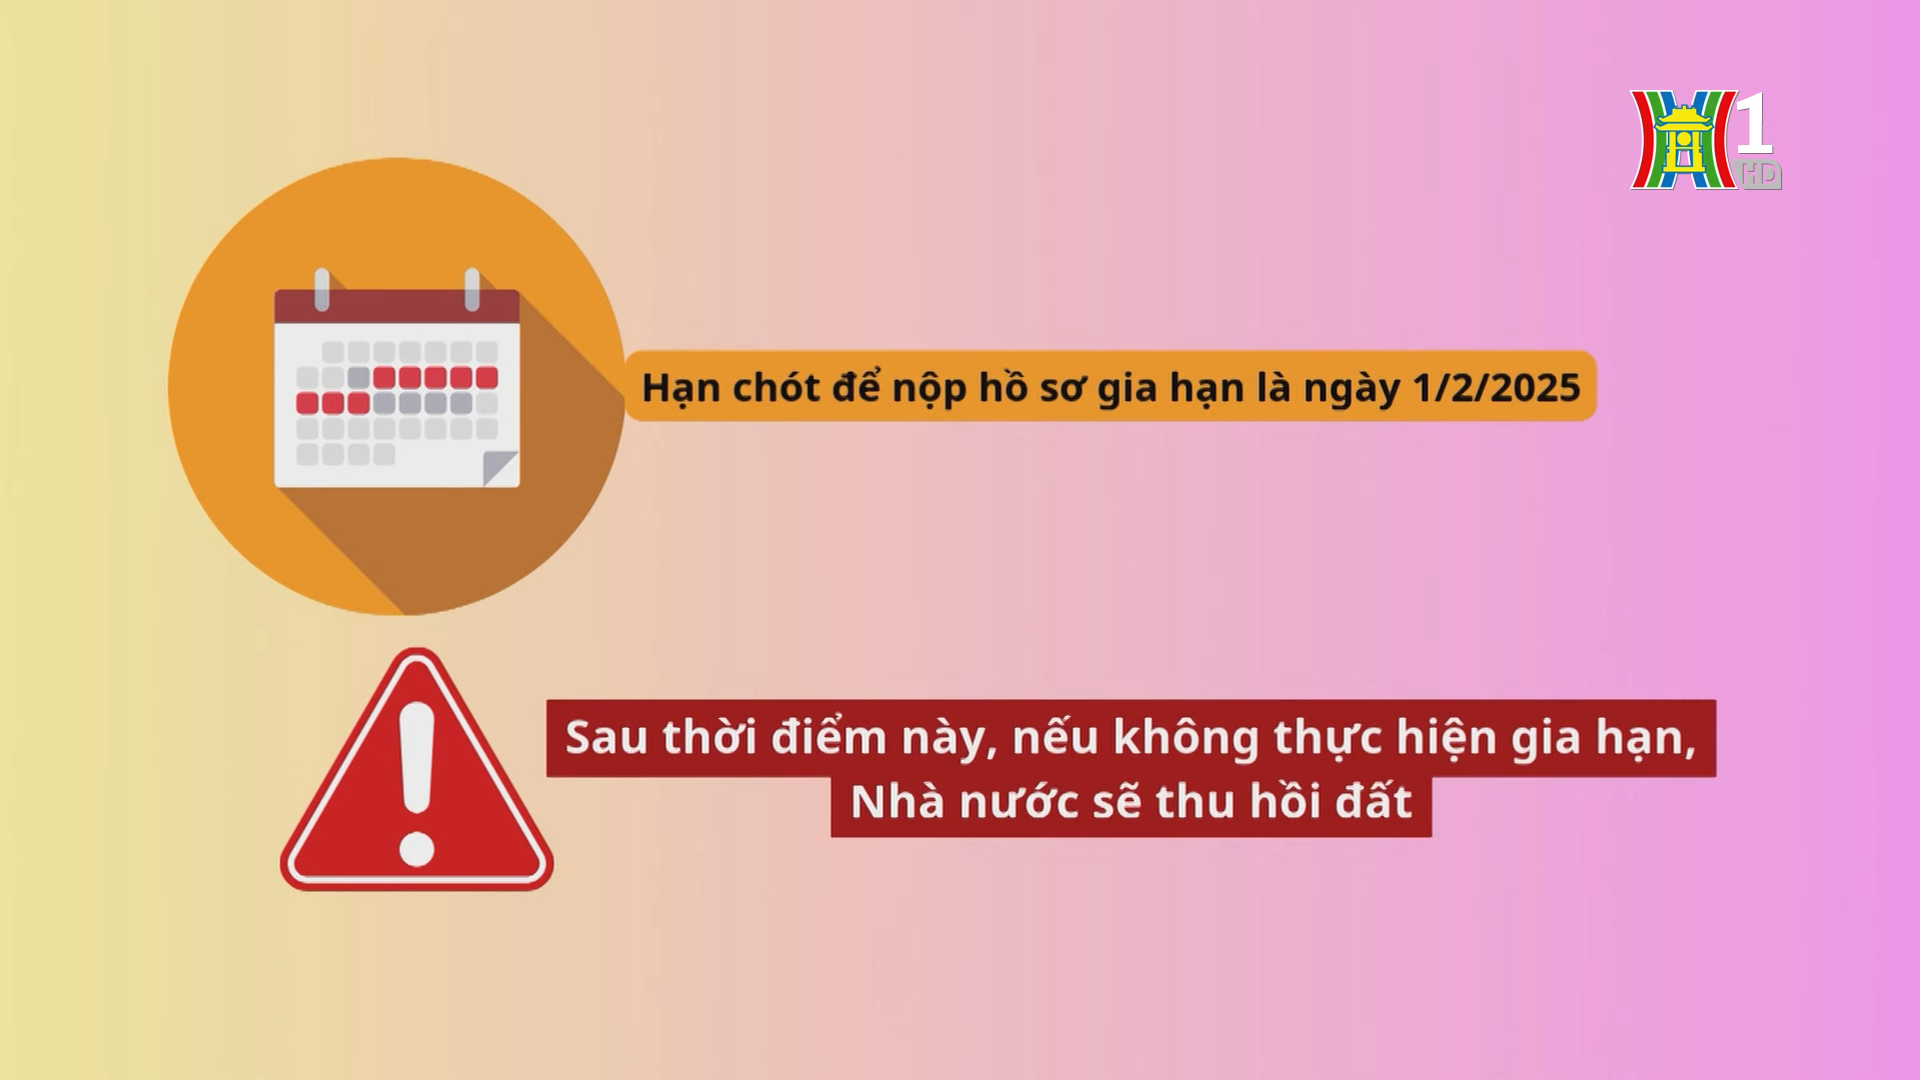 1
HD
Hạn chót để nộp hồ sơ gia hạn là ngày 1/2/2025
Sau thời điểm này, nếu không thực hiện gia hạn,
Nhà nước sẽ thu hồi đất